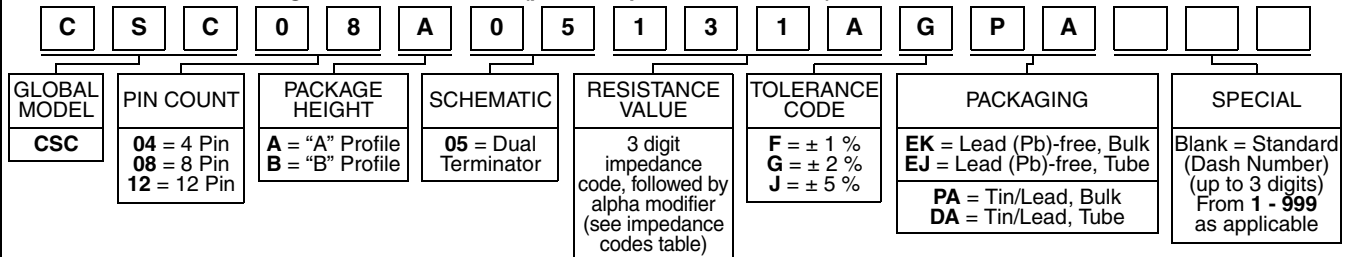 C S C 0 8 A 0 5 1 3 1 A G P A
GLOBAL
MODEL
CSC
PIN COUNT
04 = 4 Pin
08 = 8 Pin
12 = 12 Pin
PACKAGE
HEIGHT
A = “A” Profile
B = “B” Profile
SCHEMATIC
05 = Dual
Terminator
RESISTANCE
VALUE
3 digit
impedance
code, followed by
alpha modifier
(see impedance
codes table)
TOLERANCE
CODE
F = ± 1 %
G = ± 2 %
J = ± 5 %
PACKAGING
EK = Lead (Pb)-free, Bulk
EJ = Lead (Pb)-free, Tube
PA = Tin/Lead, Bulk
DA = Tin/Lead, Tube
SPECIAL
Blank = Standard
(Dash Number)
(up to 3 digits)
From 1 - 999
as applicable